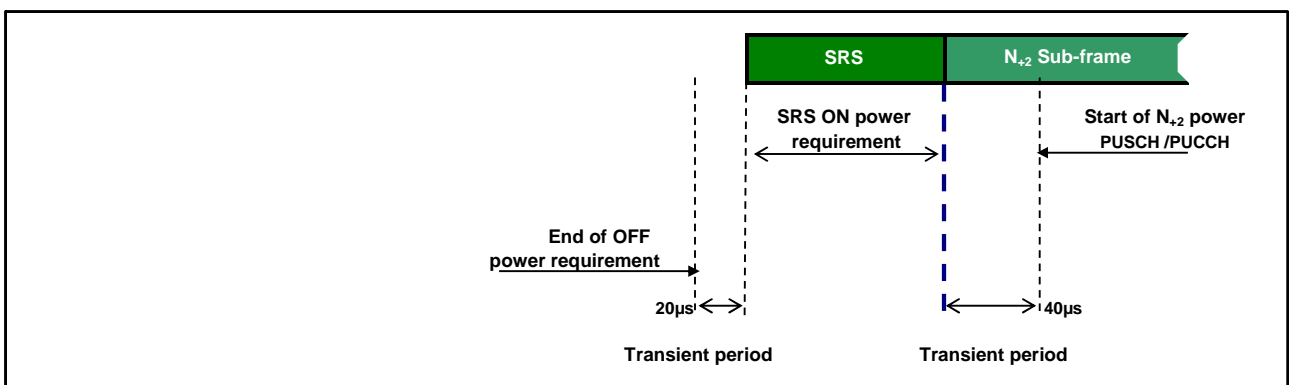 SRS
N+2 Sub-frame
SRS ON power
requirement
Start of N+2 power
PUSCH /PUCCH
End of OFF
power requirement
20µs
40µs
Transient period
Transient period